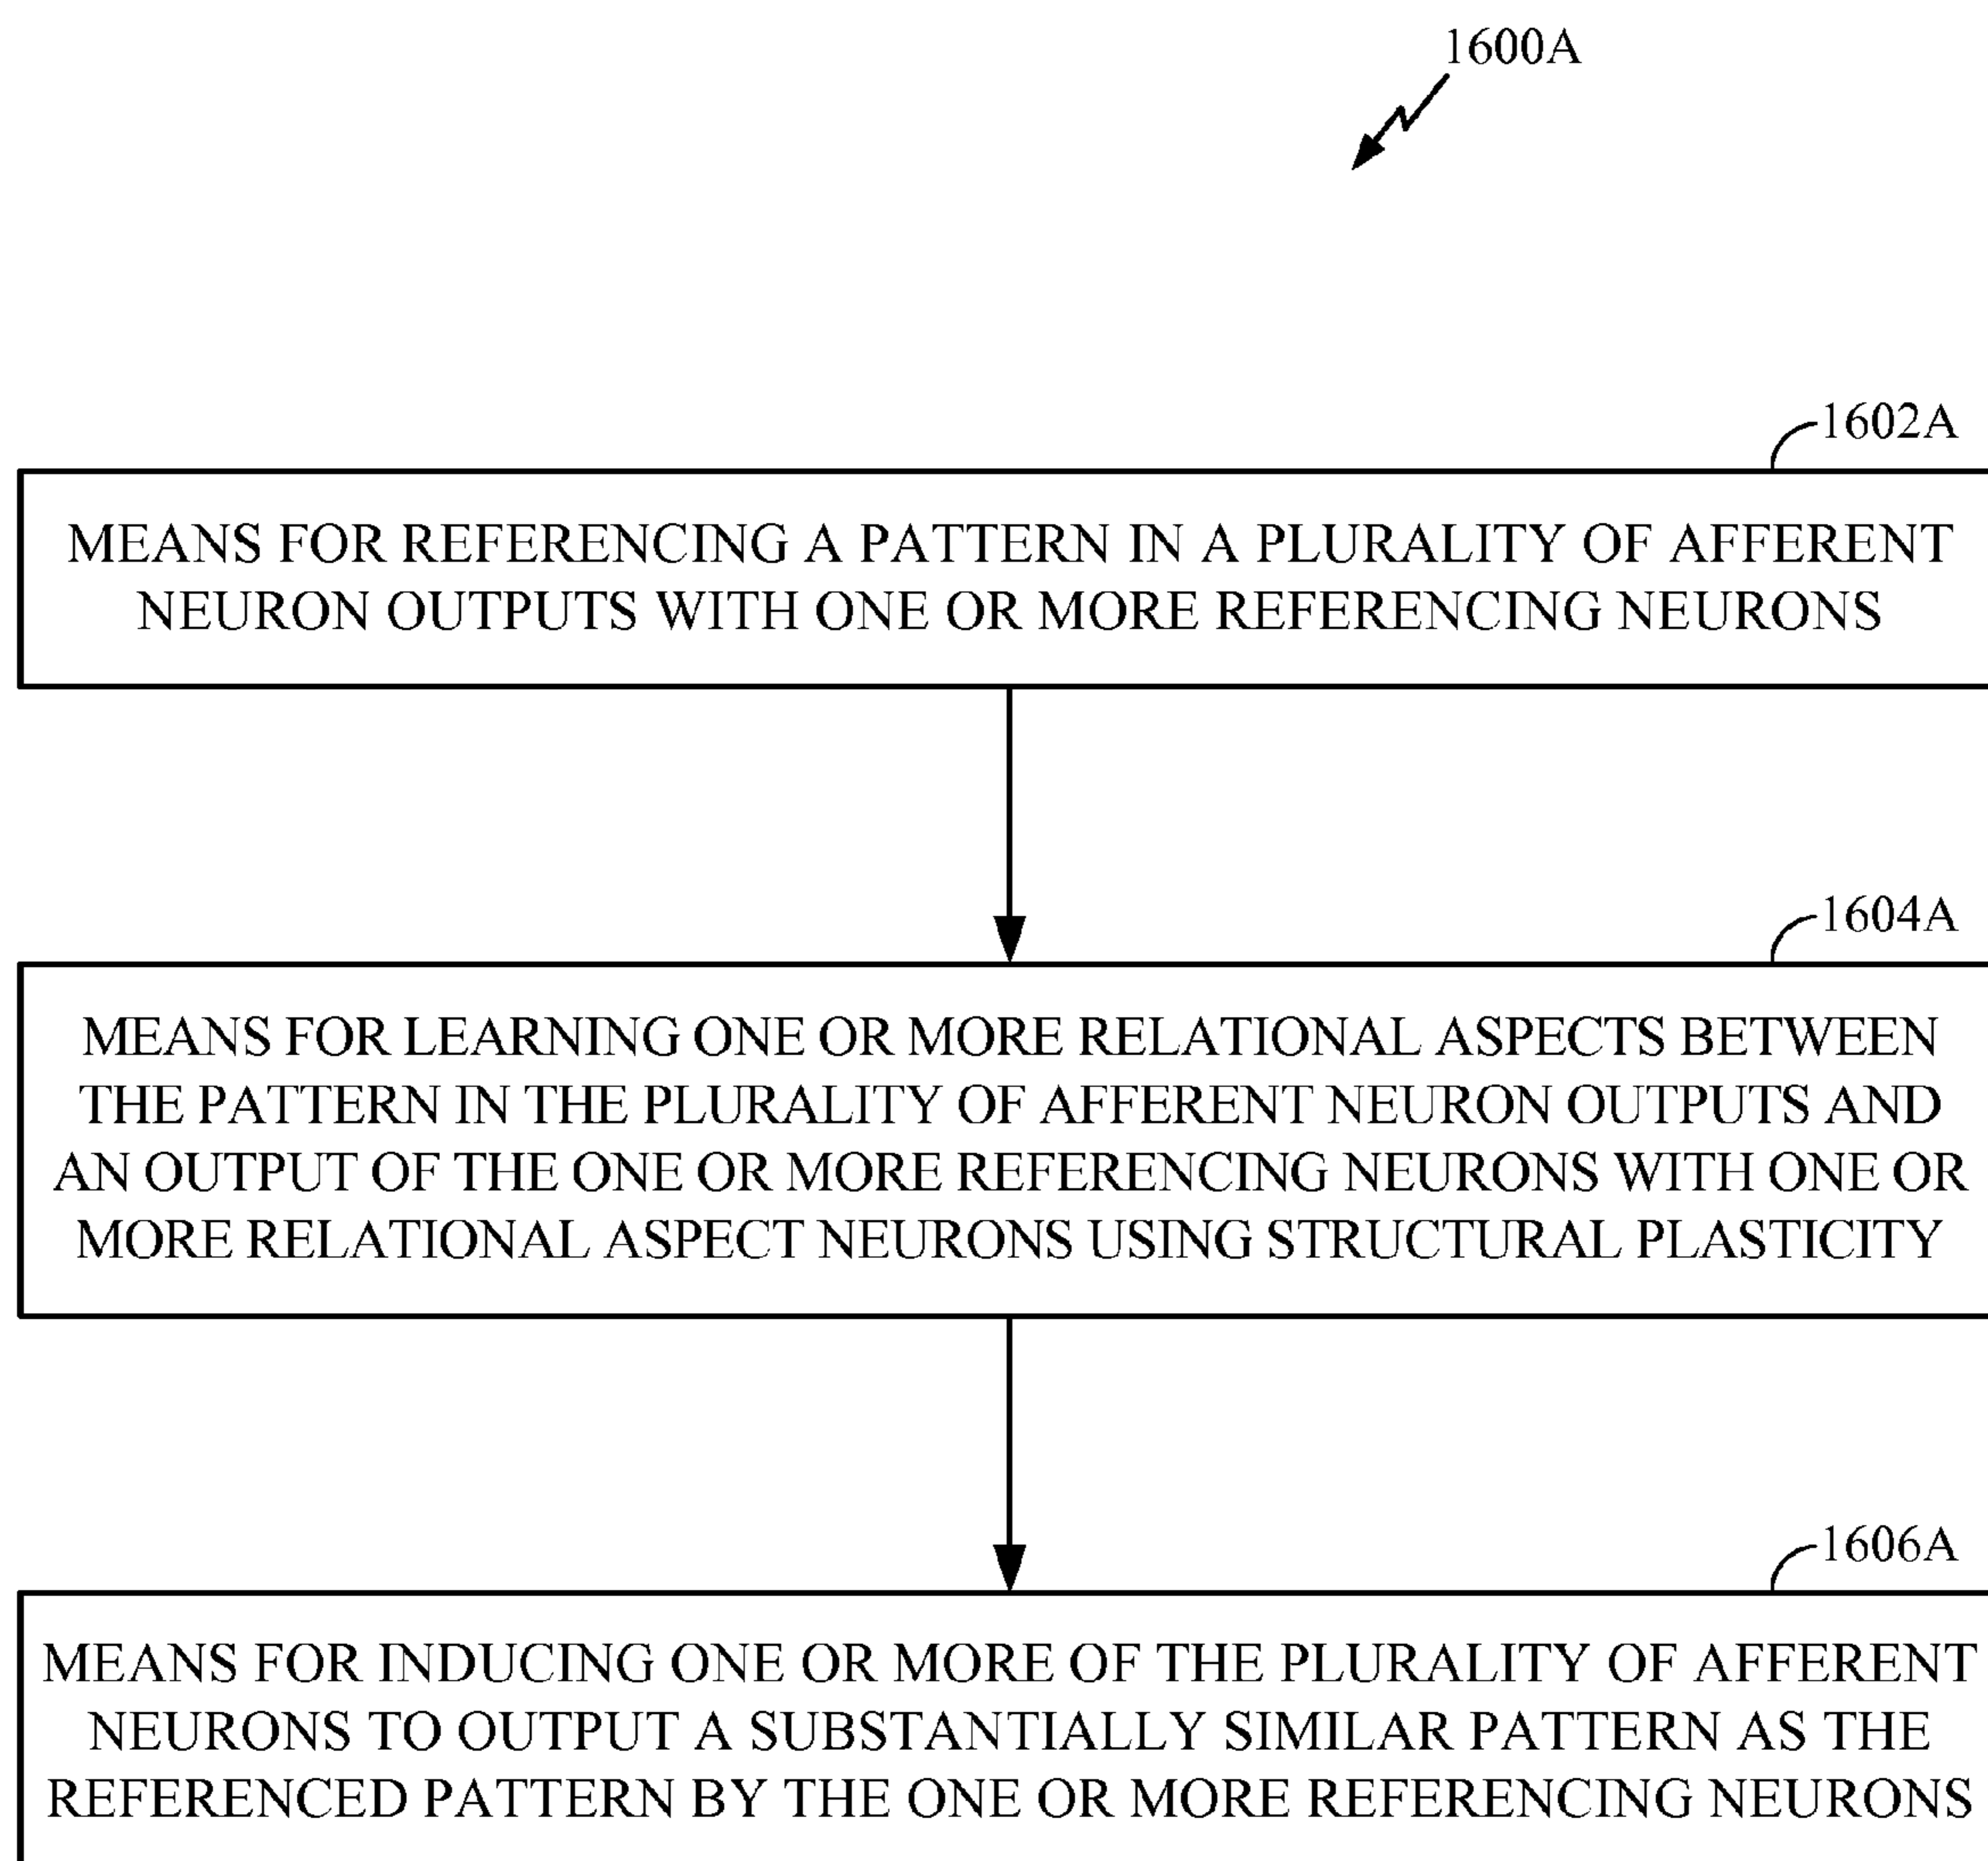 1600A
1602A
MEANS FOR REFERENCING A PATTERN IN A PLURALITY OF AFFERENT
NEURON OUTPUTS WITH ONE OR MORE REFERENCING NEURONS
1604A
MEANS FOR LEARNING ONE OR MORE RELATIONAL ASPECTS BETWEEN
THE PATTERN IN THE PLURALITY OF AFFERENT NEURON OUTPUTS AND
AN OUTPUT OF THE ONE OR MORE REFERENCING NEURONS WITH ONE OR
MORE RELATIONAL ASPECT NEURONS USING STRUCTURAL PLASTICITY
1606A
MEANS FOR INDUCING ONE OR MORE OF THE PLURALITY OF AFFERENT
NEURONS TO OUTPUT A SUBSTANTIALLY SIMILAR PATTERN AS THE
REFERENCED PATTERN BY THE ONE OR MORE REFERENCING NEURONS